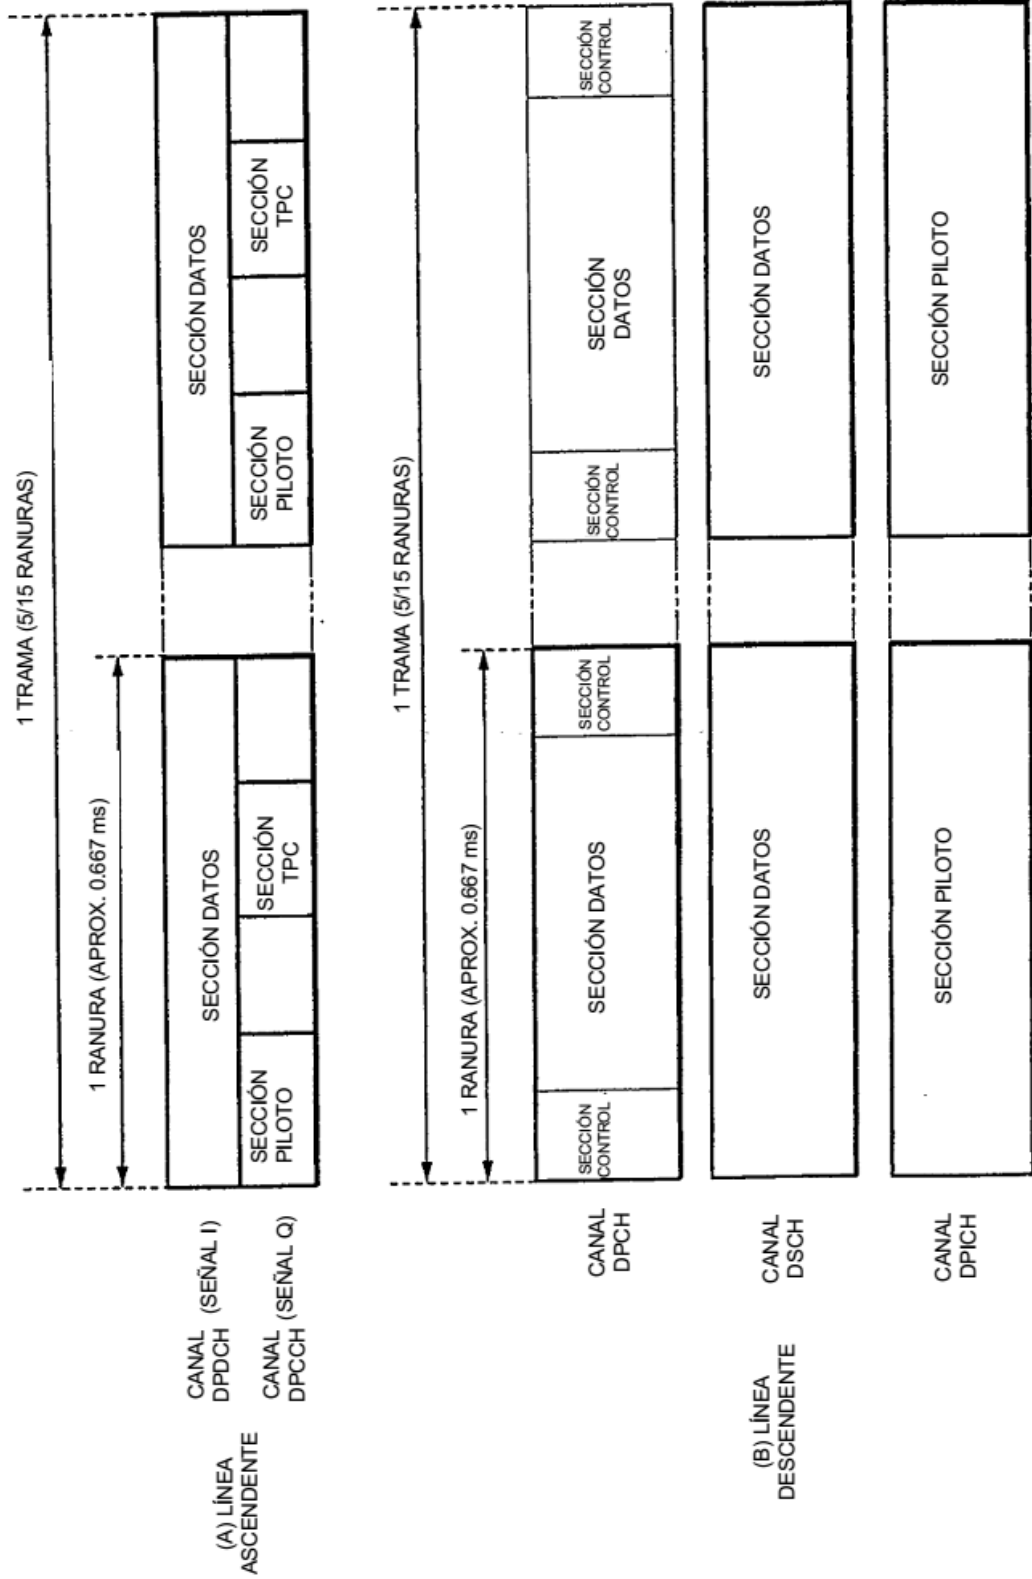 1 TRAMA (5/15 RANURAS)
1 RANURA (APROX. 0.667 ms)
(A) LÍNEA
ASCENDENTE
CANAL
DPDCH (SEÑAL I)
SECCIÓN DATOS
SECCIÓN DATOS
CANAL
DPCCH (SEÑAL Q)
SECCIÓN
PILOTO
SECCIÓN
TPC
SECCIÓN
PILOTO
SECCIÓN
TPC
1 TRAMA (5/15 RANURAS)
1 RANURA (APROX. 0.667 ms)
(B) LÍNEA
DESCENDENTE
CANAL
DPCH
SECCIÓN
CONTROL
SECCIÓN DATOS
SECCIÓN
CONTROL
SECCIÓN
CONTROL
SECCIÓN
DATOS
SECCIÓN
CONTROL
CANAL
DSCH
SECCIÓN DATOS
SECCIÓN DATOS
CANAL
DPICH
SECCIÓN PILOTO
SECCIÓN PILOTO